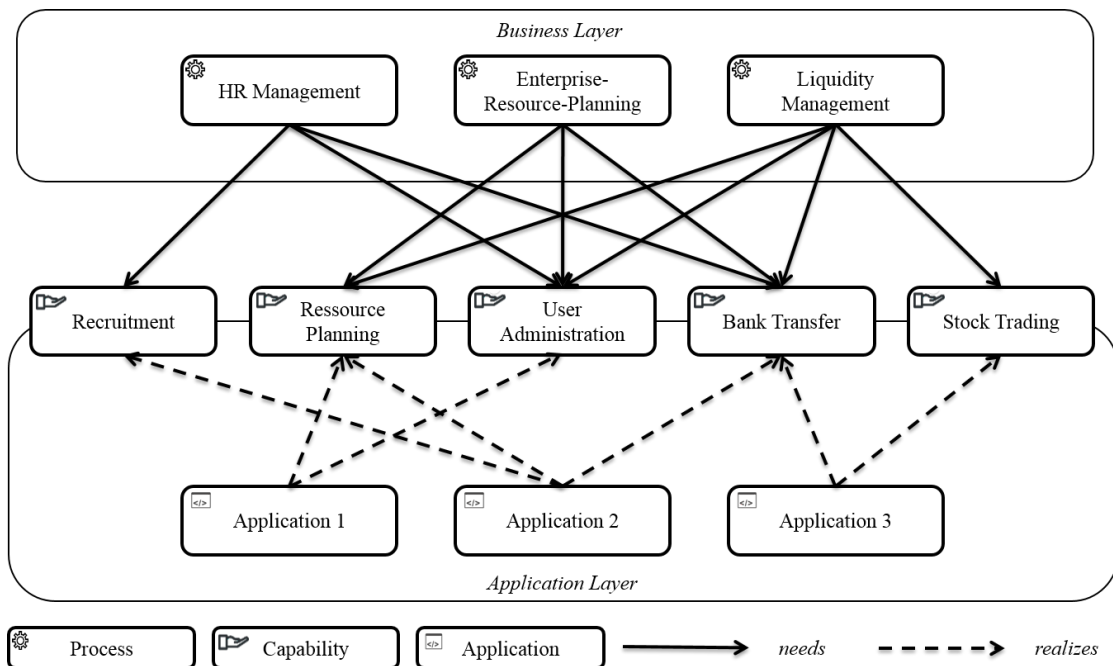 Business Layer
HR Management
Enterprise-
Resource-Planning
Liquidity
Management
Recruitment
Ressource
Planning
User
Administration
Bank Transfer
Stock Trading
</>
Application 1
</>
Application 2
</>
Application 3
Application Layer
Process
Capability
</>
Application
needs
realizes